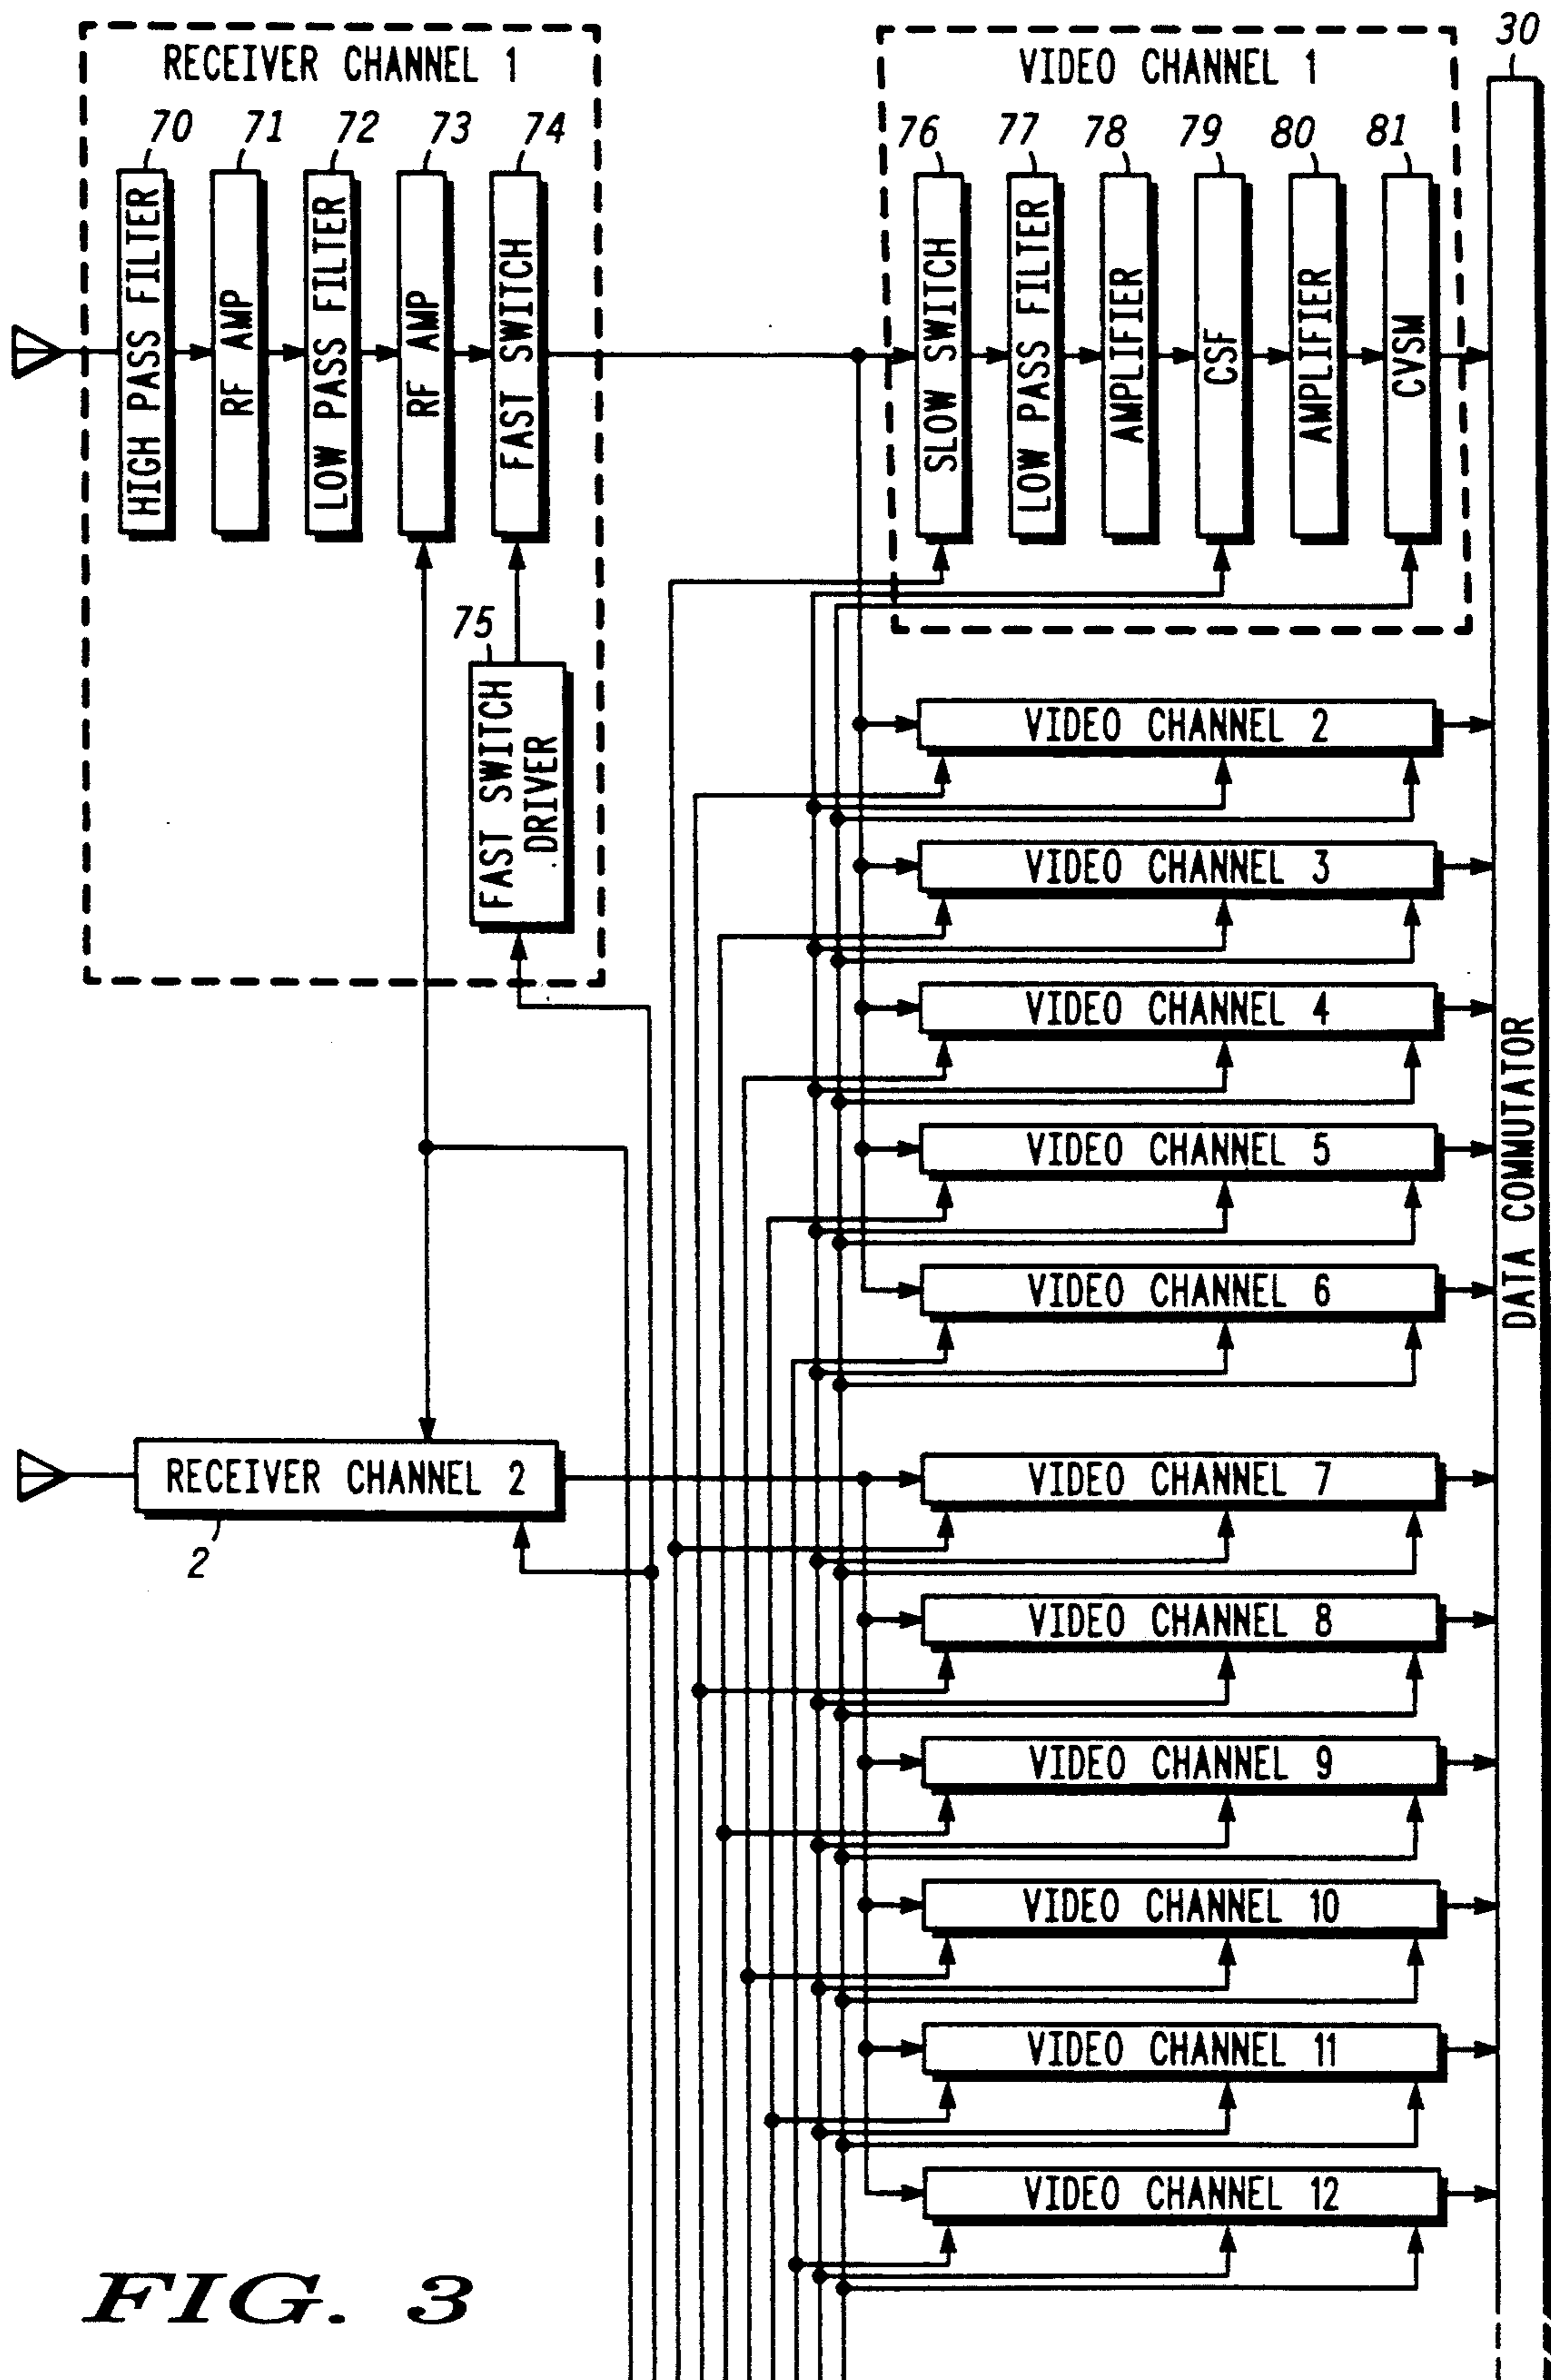 30
RECEIVER CHANNEL 1
VIDEO CHANNEL 1
70 71 72 73 74
76 77 78 79 80 81
HIGH PASS FILTER
RF AMP
LOW PASS FILTER
RF AMP
FAST SWITCH
SLOW SWITCH
LOW PASS FILTER
AMPLIFIER
CSF
AMPLIFIER
CVSM
75
FAST SWITCH
DRIVER
VIDEO CHANNEL 2
VIDEO CHANNEL 3
VIDEO CHANNEL 4
VIDEO CHANNEL 5
VIDEO CHANNEL 6
DATA COMMUTATOR
RECEIVER CHANNEL 2
2
VIDEO CHANNEL 7
VIDEO CHANNEL 8
VIDEO CHANNEL 9
VIDEO CHANNEL 10
VIDEO CHANNEL 11
VIDEO CHANNEL 12
FIG. 3